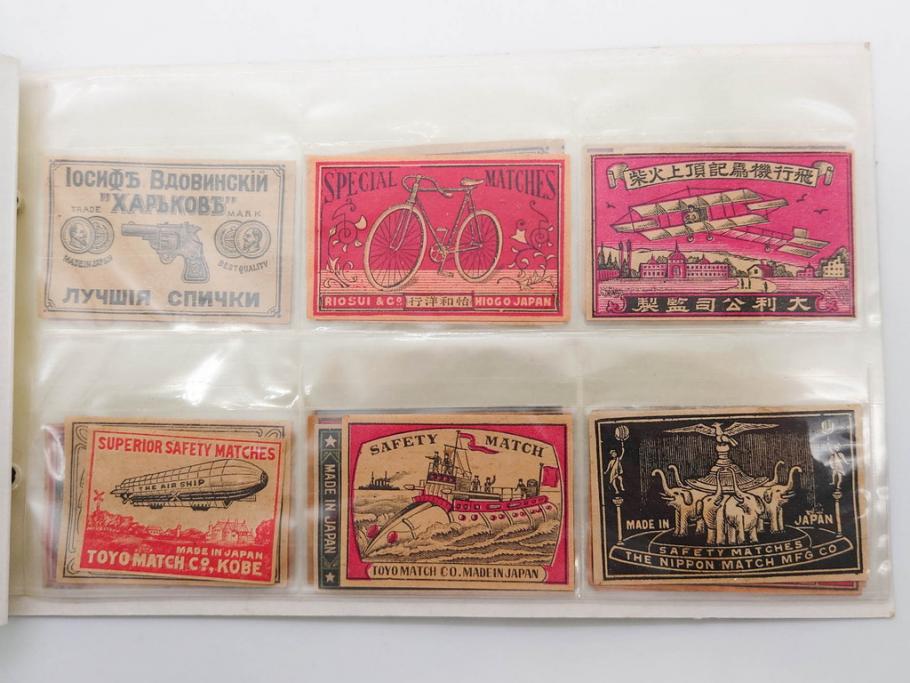 Іосифъ Вдовинскій
"Харьковъ"
TRADE MARK
MADE IN JAPAN BEST QUALITY
ЛУЧШІЯ СПИЧКИ
SPECIAL MATCHES
RIOSUI & Cº 行洋和怡 HIOGO JAPAN
柴火上頂記爲機行飛
製監司公利大
SUPERIOR SAFETY MATCHES
THE AIR SHIP
MADE IN JAPAN
TOYO MATCH Cº, KOBE
MADE IN JAPAN
SAFETY MATCH
TOYO MATCH CO. MADE IN JAPAN
MADE IN JAPAN
SAFETY MATCHES
THE NIPPON MATCH MFG CO